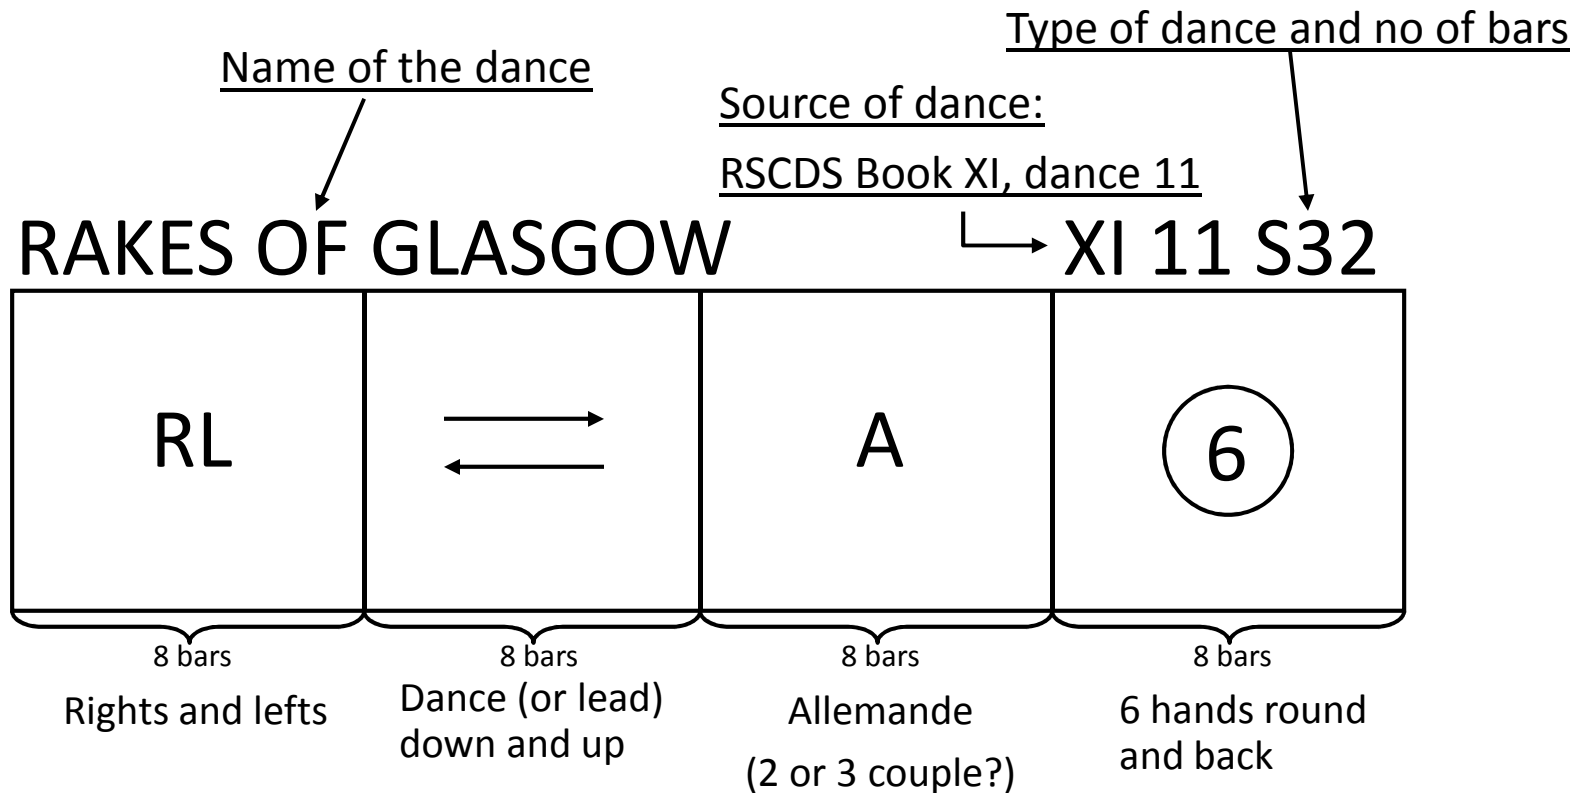 Type of dance and no of bars
Name of the dance
Source of dance:
RSCDS Book XI, dance 11
RAKES OF GLASGOW XI 11 S32
RL A 6
8 bars 8 bars 8 bars 8 bars
Rights and lefts
Dance (or lead)
down and up
Allemande
(2 or 3 couple?)
6 hands round
and back